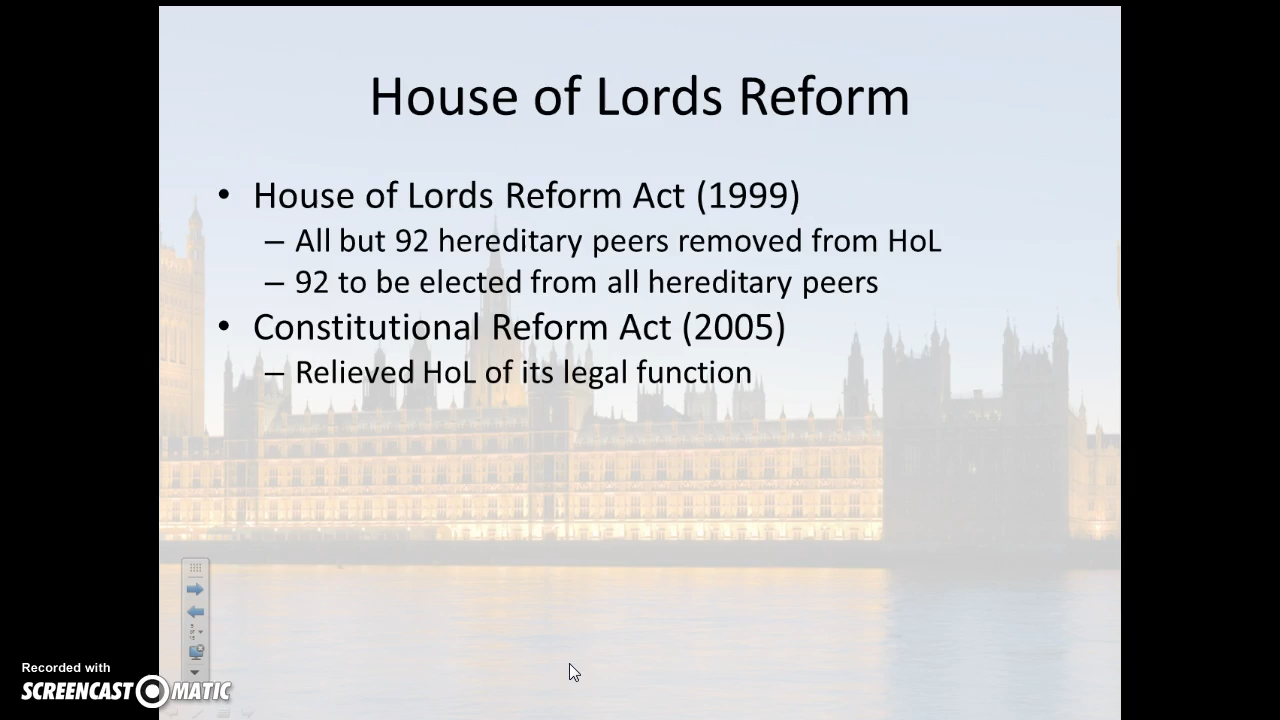 House of Lords Reform
• House of Lords Reform Act (1999)
– All but 92 hereditary peers removed from HoL
– 92 to be elected from all hereditary peers
• Constitutional Reform Act (2005)
– Relieved HoL of its legal function
Recorded with
SCREENCAST MATIC